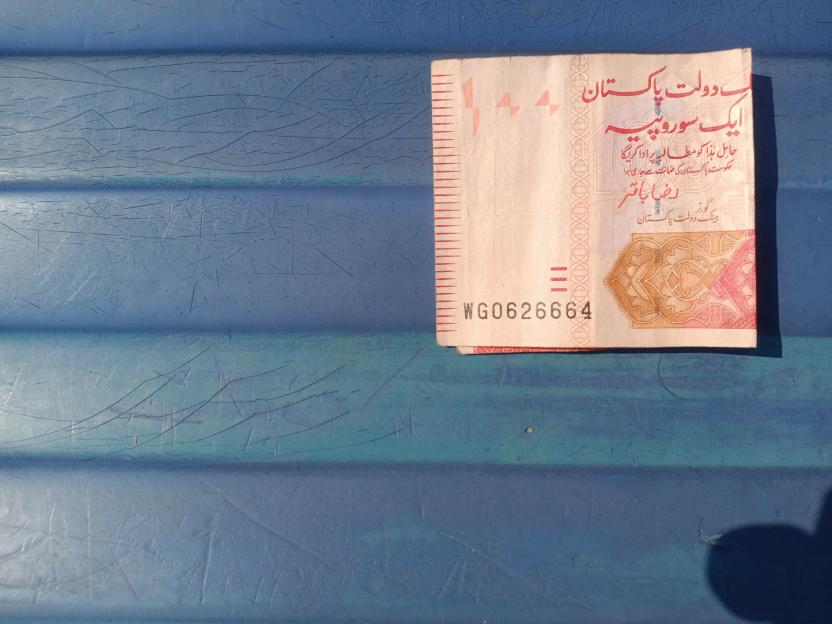 ک دولت پاکستان
ایک سو روپیہ
حامل ہٰذا کو مطالبہ پر ادا کریگا
حکومت پاکستان کی ضمانت سے جاری ہوا
رضا باقر
گورنر
بینک دولت پاکستان
WG0626664